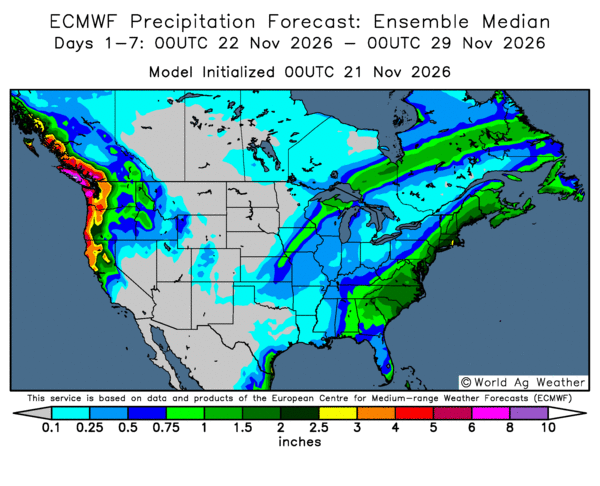 ECMWF Precipitation Forecast: Ensemble Median
Days 1-7: 00UTC 22 Nov 2026 - 00UTC 29 Nov 2026
Model Initialized 00UTC 21 Nov 2026
© World Ag Weather
This service is based on data and products of the European Centre for Medium-range Weather Forecasts (ECMWF)
0.1 0.25 0.5 0.75 1 1.5 2 2.5 3 4 5 6 8 10
inches